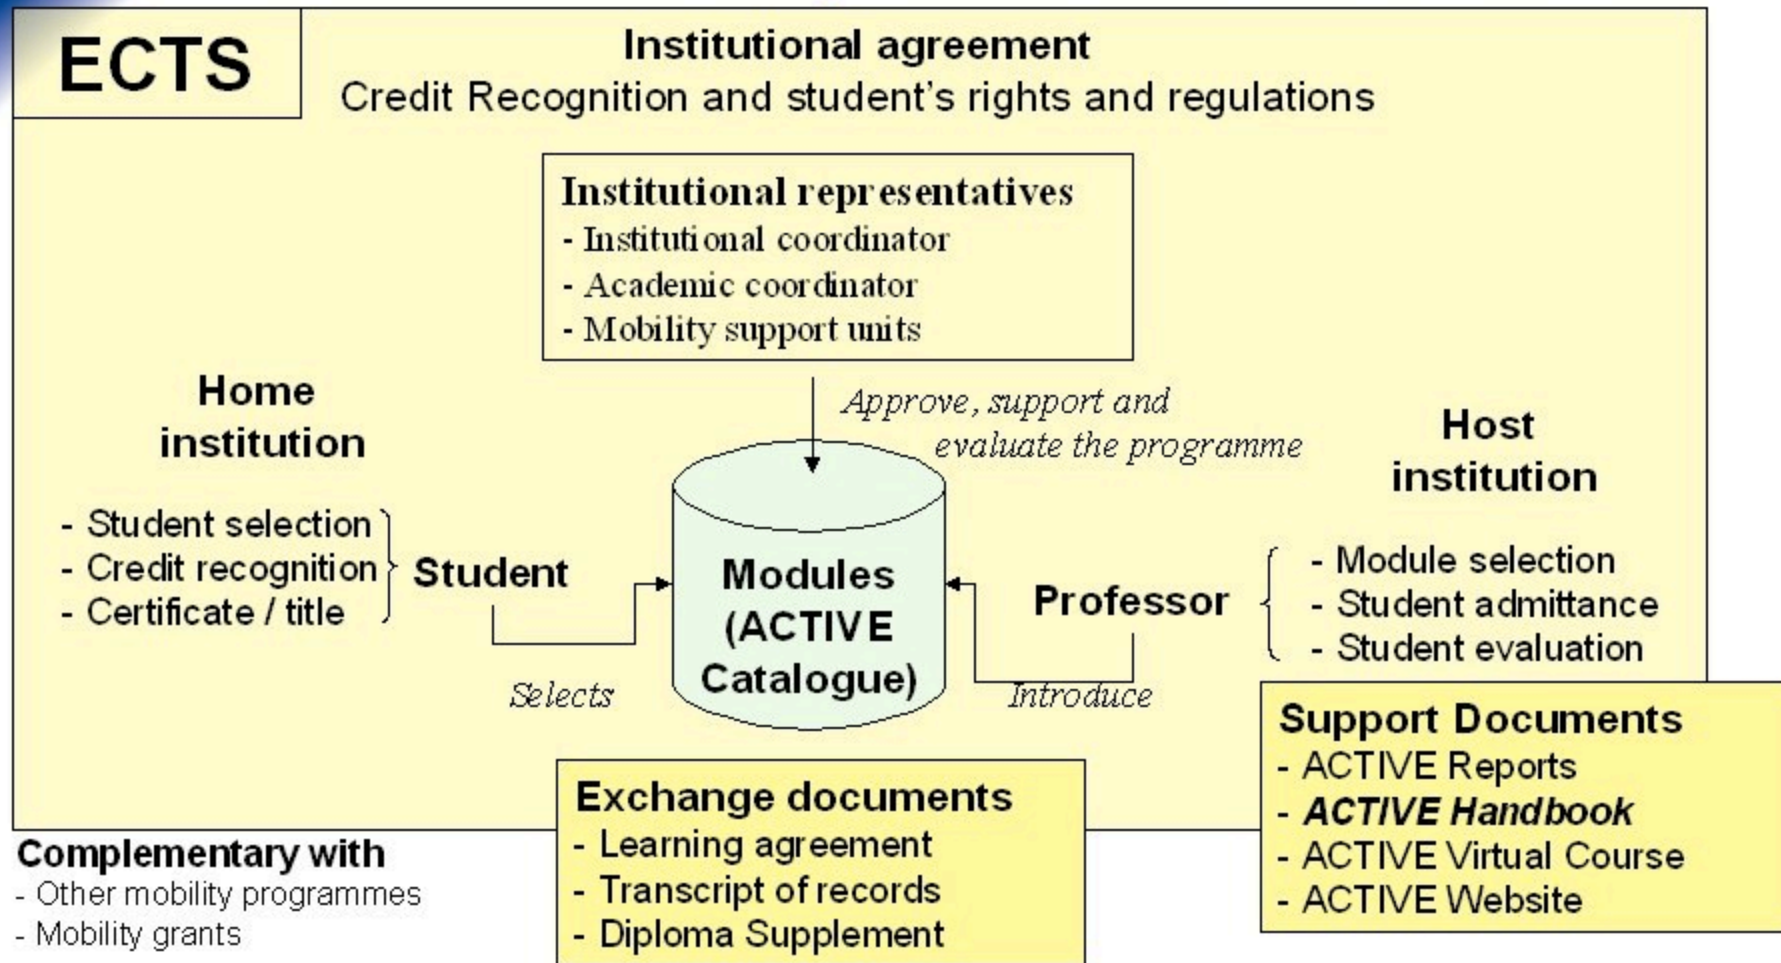 ECTS
Institutional agreement
Credit Recognition and student's rights and regulations
Institutional representatives
- Institutional coordinator
- Academic coordinator
- Mobility support units
Approve, support and
evaluate the programme
Home
institution
- Student selection
- Credit recognition
- Certificate / title
Student
Selects
Modules
(ACTIVE
Catalogue)
Host
institution
Professor
- Module selection
- Student admittance
- Student evaluation
Introduce
Support Documents
- ACTIVE Reports
- ACTIVE Handbook
- ACTIVE Virtual Course
- ACTIVE Website
Exchange documents
- Learning agreement
- Transcript of records
- Diploma Supplement
Complementary with
- Other mobility programmes
- Mobility grants